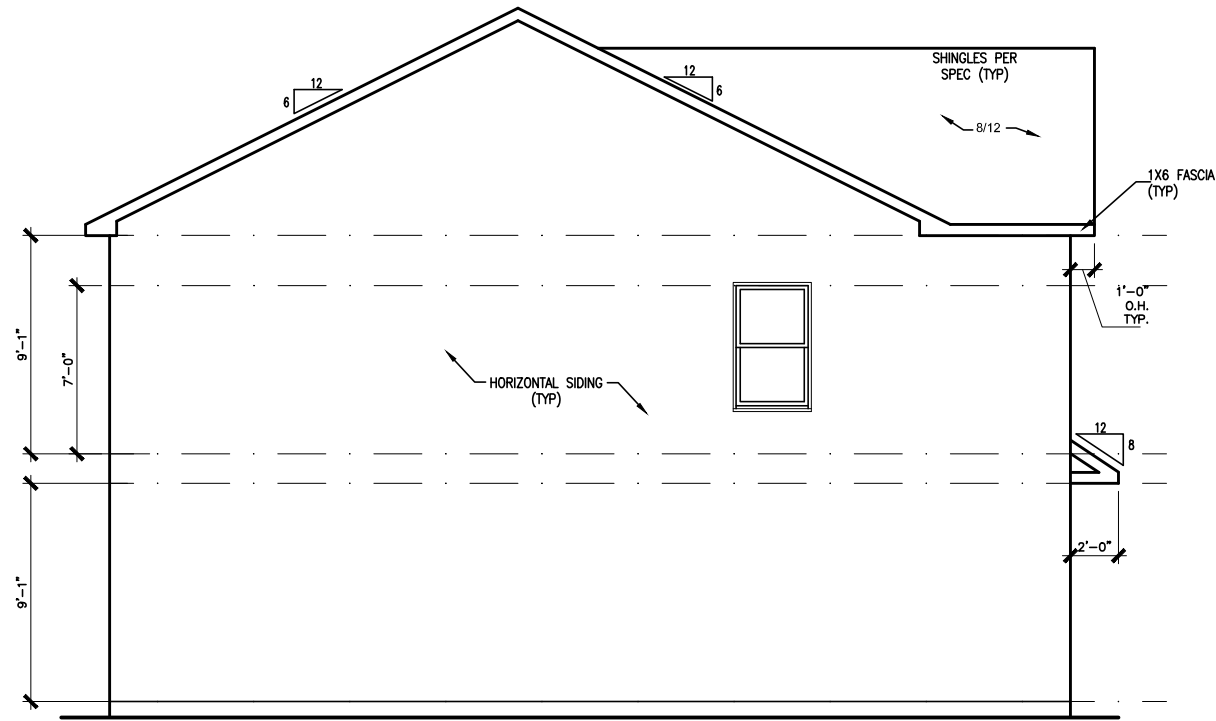 SHINGLES PER
SPEC (TYP)
12
6
12
6
8/12
1X6 FASCIA
(TYP)
1'-0"
O.H.
TYP.
9'-1"
7'-0"
HORIZONTAL SIDING
(TYP)
12
8
2'-0"
9'-1"